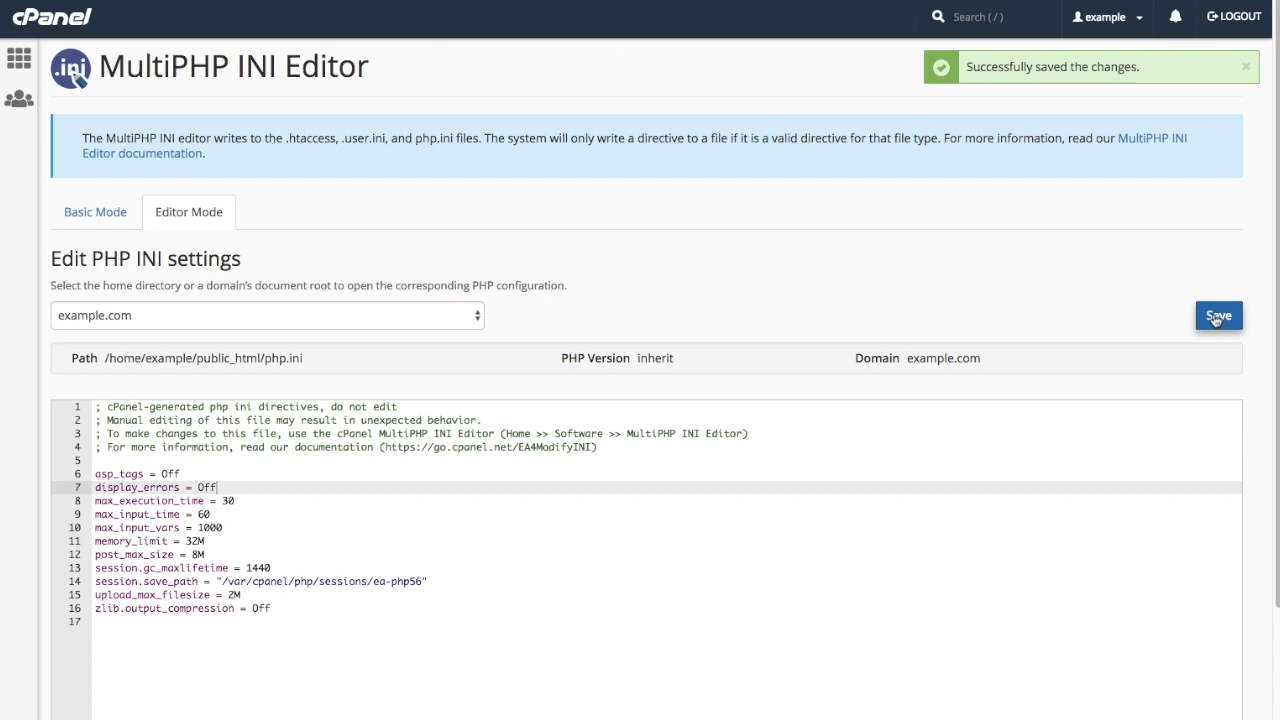 cPanel
Search ( / )
example
LOGOUT
.ini
MultiPHP INI Editor
Successfully saved the changes.
×
The MultiPHP INI editor writes to the .htaccess, .user.ini, and php.ini files. The system will only write a directive to a file if it is a valid directive for that file type. For more information, read our MultiPHP INI
Editor documentation.
Basic Mode
Editor Mode
Edit PHP INI settings
Select the home directory or a domain's document root to open the corresponding PHP configuration.
example.com
Save
Path /home/example/public_html/php.ini
PHP Version inherit
Domain example.com
1 ; cPanel-generated php ini directives, do not edit
2 ; Manual editing of this file may result in unexpected behavior.
3 ; To make changes to this file, use the cPanel MultiPHP INI Editor (Home >> Software >> MultiPHP INI Editor)
4 ; For more information, read our documentation (https://go.cpanel.net/EA4ModifyINI)
5
6 asp_tags = Off
7 display_errors = Off
8 max_execution_time = 30
9 max_input_time = 60
10 max_input_vars = 1000
11 memory_limit = 32M
12 post_max_size = 8M
13 session.gc_maxlifetime = 1440
14 session.save_path = "/var/cpanel/php/sessions/ea-php56"
15 upload_max_filesize = 2M
16 zlib.output_compression = Off
17